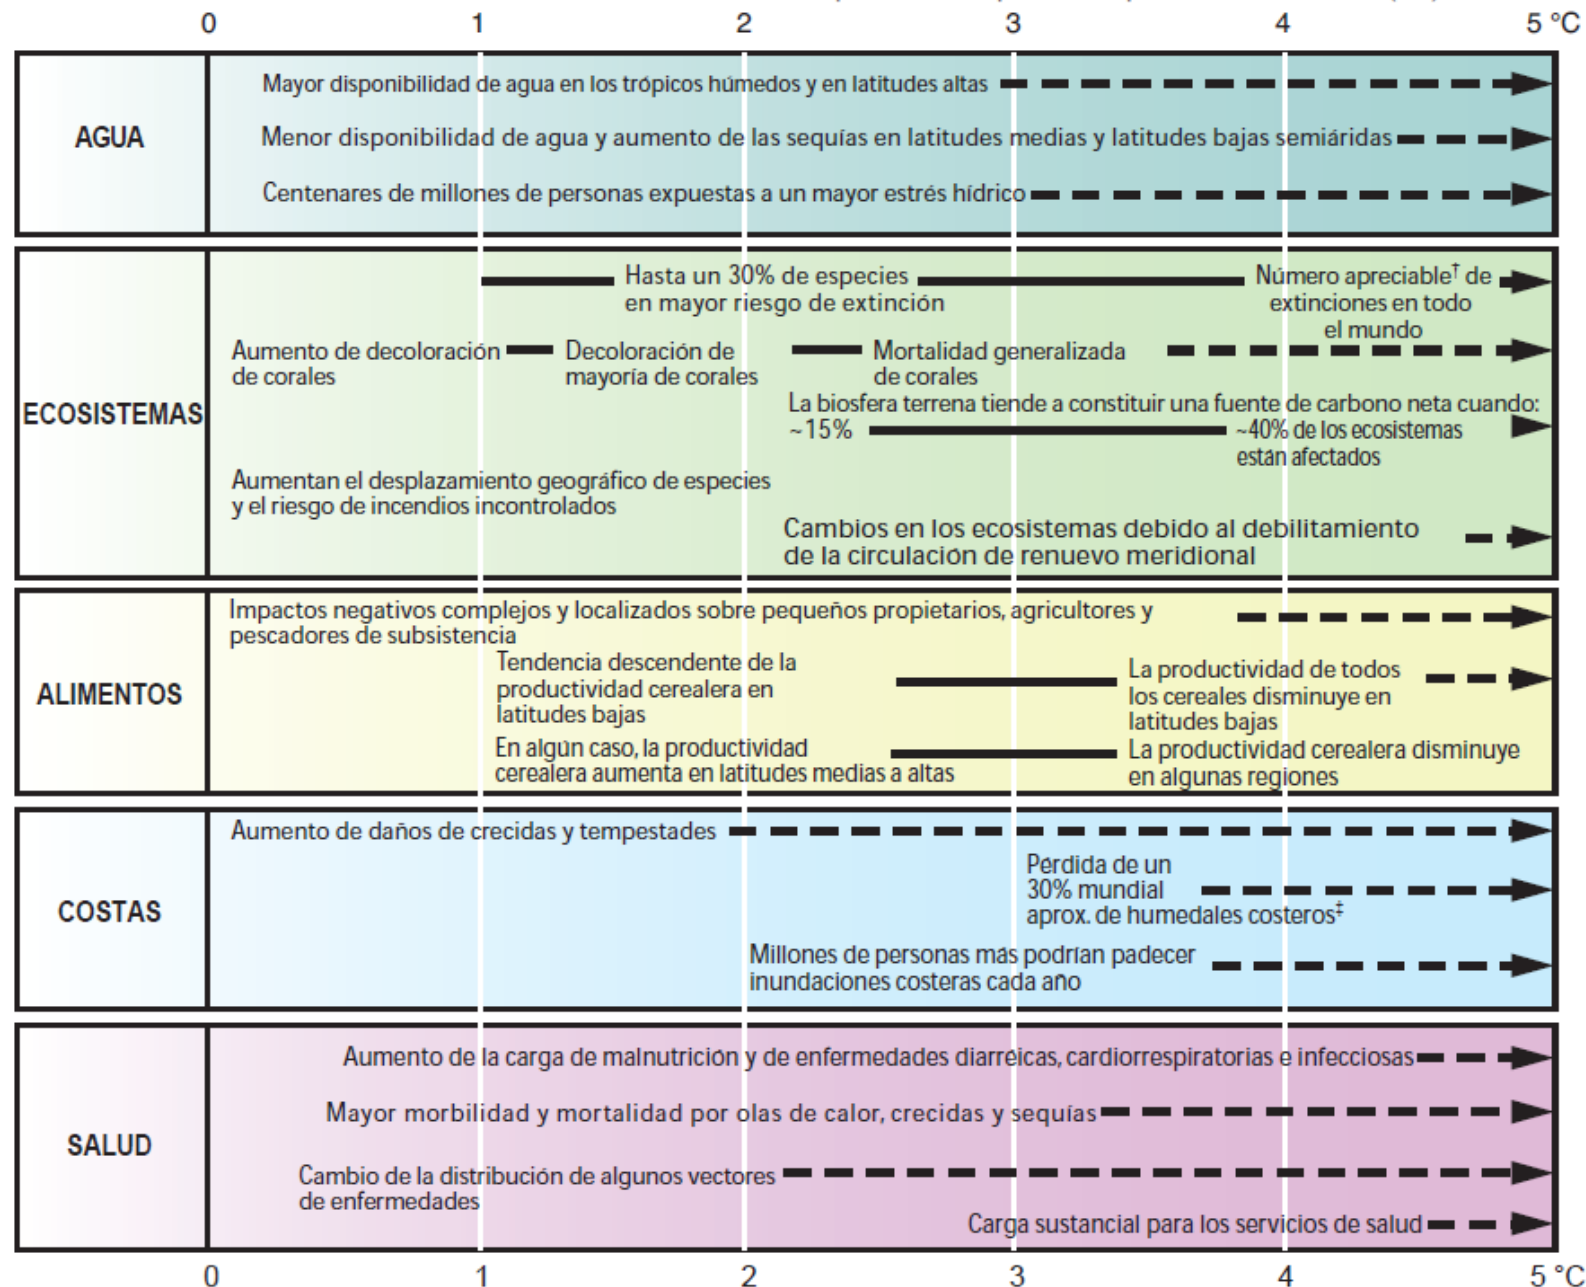 0 1 2 3 4 5 °C
AGUA
Mayor disponibilidad de agua en los trópicos húmedos y en latitudes altas
Menor disponibilidad de agua y aumento de las sequías en latitudes medias y latitudes bajas semiáridas
Centenares de millones de personas expuestas a un mayor estrés hídrico
ECOSISTEMAS
Hasta un 30% de especies
en mayor riesgo de extinción
Número apreciable† de
extinciones en todo
el mundo
Aumento de decoloración
de corales
Decoloración de
mayoría de corales
Mortalidad generalizada
de corales
La biosfera terrena tiende a constituir una fuente de carbono neta cuando:
~15%
~40% de los ecosistemas
están afectados
Aumentan el desplazamiento geográfico de especies
y el riesgo de incendios incontrolados
Cambios en los ecosistemas debido al debilitamiento
de la circulación de renuevo meridional
ALIMENTOS
Impactos negativos complejos y localizados sobre pequeños propietarios, agricultores y
pescadores de subsistencia
Tendencia descendente de la
productividad cerealera en
latitudes bajas
La productividad de todos
los cereales disminuye en
latitudes bajas
En algún caso, la productividad
cerealera aumenta en latitudes medias a altas
La productividad cerealera disminuye
en algunas regiones
COSTAS
Aumento de daños de crecidas y tempestades
Pérdida de un
30% mundial
aprox. de humedales costeros‡
Millones de personas más podrían padecer
inundaciones costeras cada año
SALUD
Aumento de la carga de malnutrición y de enfermedades diarréicas, cardiorrespiratorias e infecciosas
Mayor morbilidad y mortalidad por olas de calor, crecidas y sequías
Cambio de la distribución de algunos vectores
de enfermedades
Carga sustancial para los servicios de salud
0 1 2 3 4 5 °C